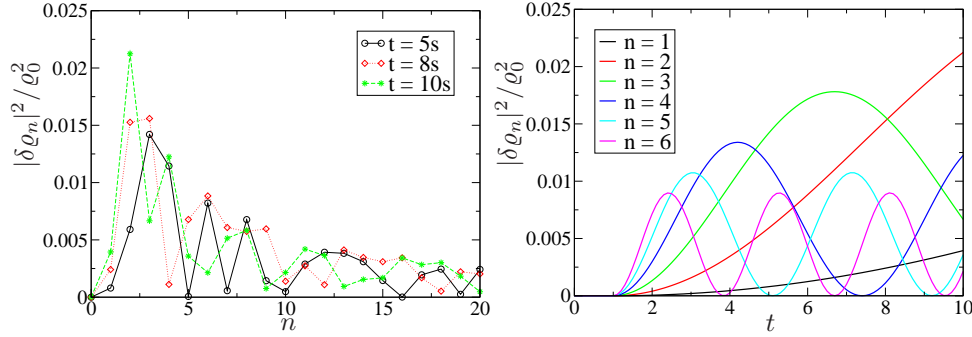 |δϱₙ|²/ϱ₀²
0.025
0.02
0.015
0.01
0.005
0
0 5 10 15 20
n
t = 5s
t = 8s
t = 10s
|δϱₙ|²/ϱ₀²
0.025
0.02
0.015
0.01
0.005
0
0 2 4 6 8 10
t
n = 1
n = 2
n = 3
n = 4
n = 5
n = 6